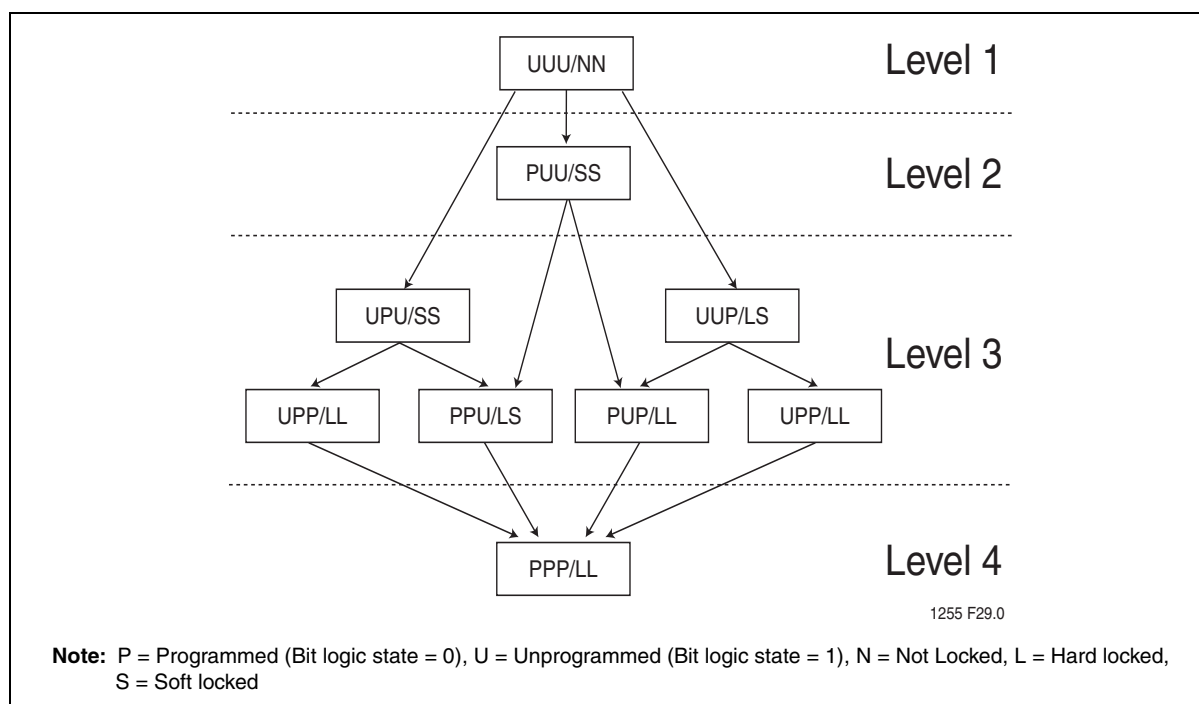 UUU/NN
Level 1
PUU/SS
Level 2
UPU/SS
UUP/LS
Level 3
UPP/LL
PPU/LS
PUP/LL
UPP/LL
PPP/LL
Level 4
1255 F29.0
Note: P = Programmed (Bit logic state = 0), U = Unprogrammed (Bit logic state = 1), N = Not Locked, L = Hard locked,
S = Soft locked